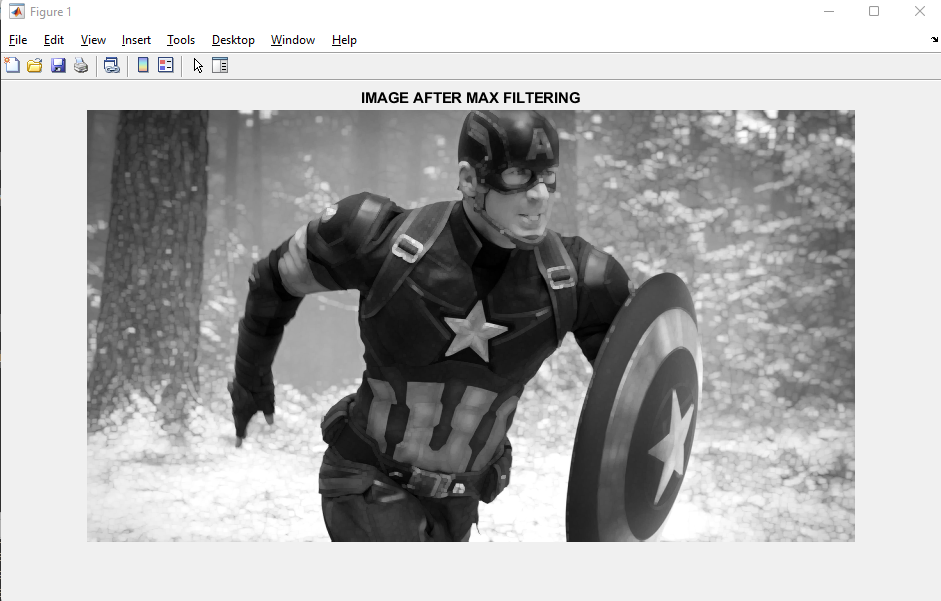 Figure 1
File Edit View Insert Tools Desktop Window Help
IMAGE AFTER MAX FILTERING
A